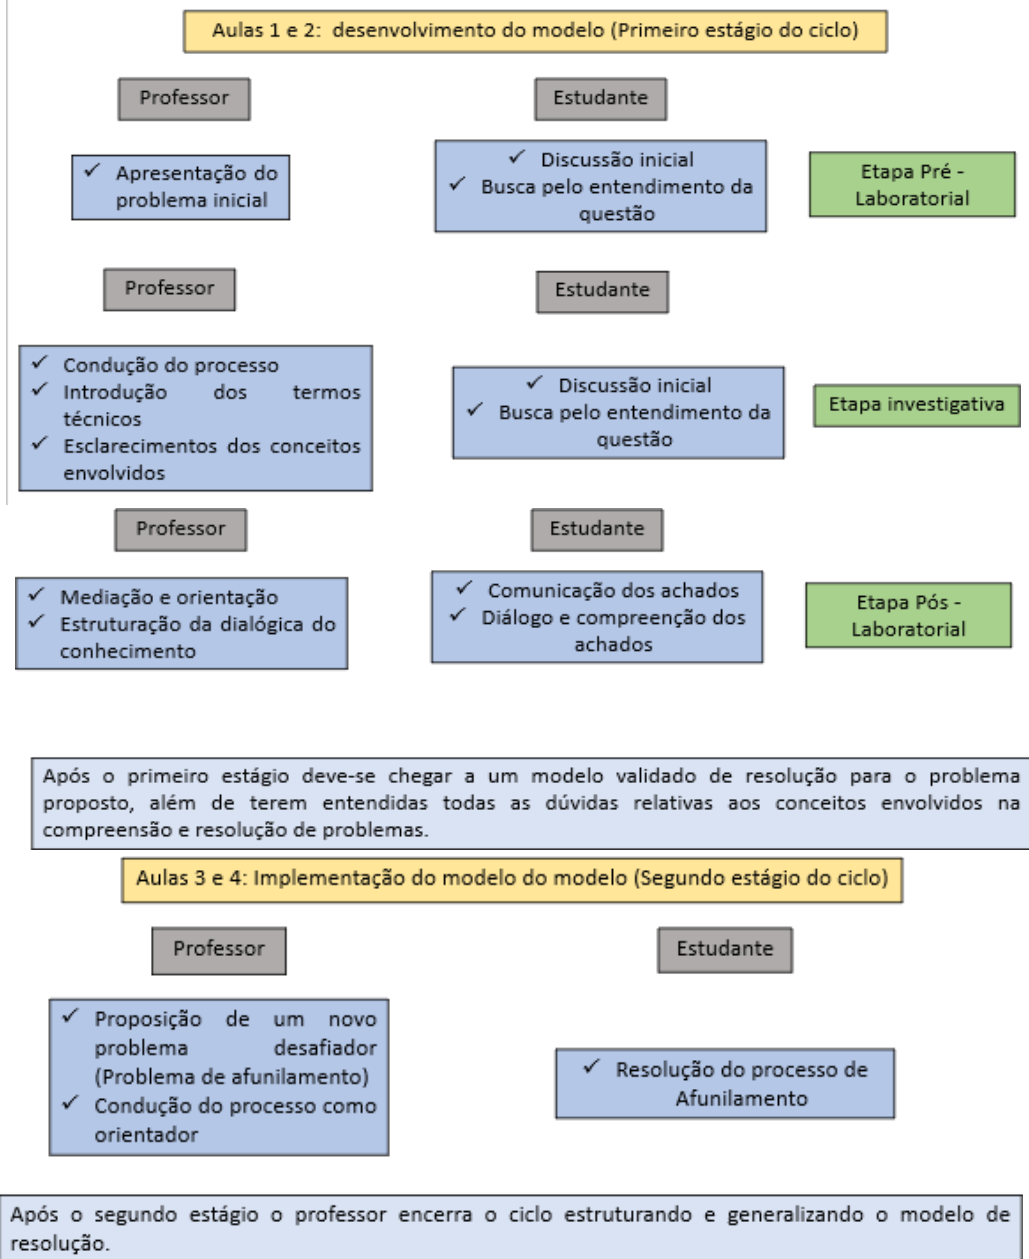 Aulas 1 e 2: desenvolvimento do modelo (Primeiro estágio do ciclo)
Professor
Estudante
✓ Apresentação do
problema inicial
✓ Discussão inicial
✓ Busca pelo entendimento da
questão
Etapa Pré -
Laboratorial
Professor
Estudante
✓ Condução do processo
✓ Introdução dos termos
técnicos
✓ Esclarecimentos dos conceitos
envolvidos
✓ Discussão inicial
✓ Busca pelo entendimento da
questão
Etapa investigativa
Professor
Estudante
✓ Mediação e orientação
✓ Estruturação da dialógica do
conhecimento
✓ Comunicação dos achados
✓ Diálogo e compreenção dos
achados
Etapa Pós -
Laboratorial
Após o primeiro estágio deve-se chegar a um modelo validado de resolução para o problema
proposto, além de terem entendidas todas as dúvidas relativas aos conceitos envolvidos na
compreensão e resolução de problemas.
Aulas 3 e 4: Implementação do modelo do modelo (Segundo estágio do ciclo)
Professor
Estudante
✓ Proposição de um novo
problema desafiador
(Problema de afunilamento)
✓ Condução do processo como
orientador
✓ Resolução do processo de
Afunilamento
Após o segundo estágio o professor encerra o ciclo estruturando e generalizando o modelo de
resolução.